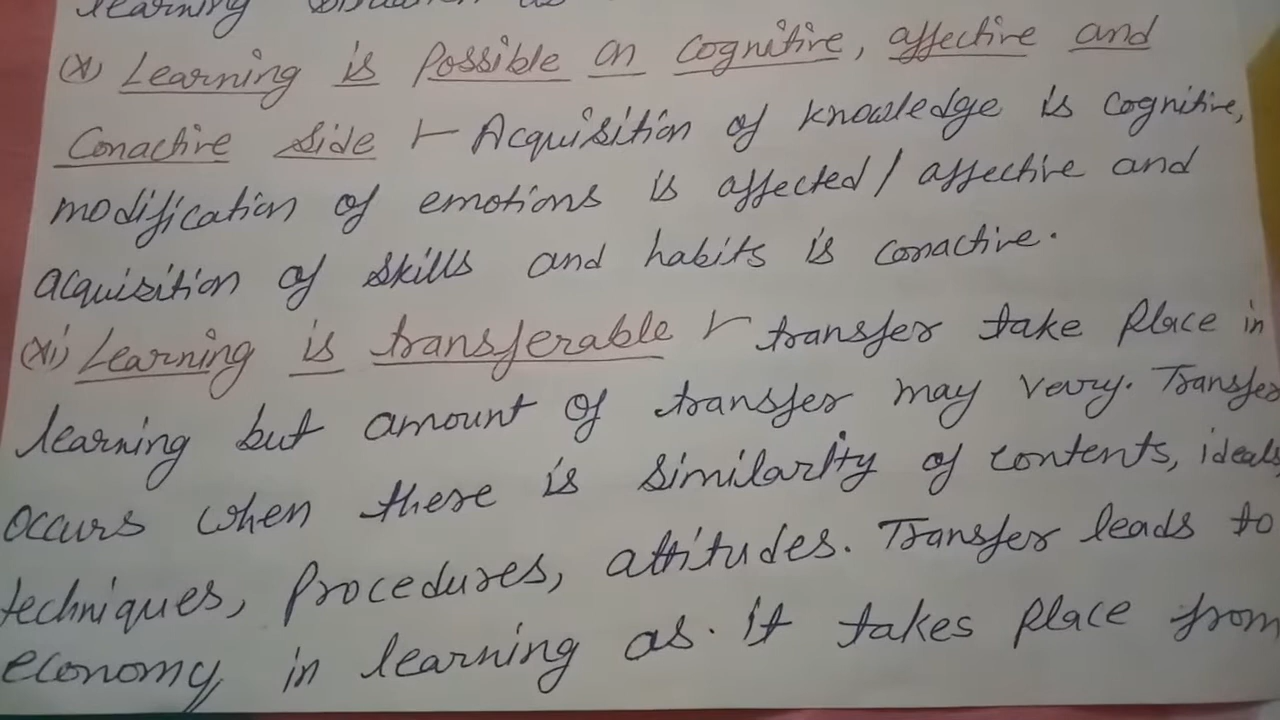 learning
(x) Learning is Possible on Cognitive, affective and
Conactive side :- Acquisition of knowledge is cognitive,
modification of emotions is affected/affective and
acquisition of skills and habits is conactive.
(xi) Learning is transferable :- transfer take place in
learning but amount of transfer may very. Transfer
occurs when there is similarity of contents, ideals
techniques, Procedures, attitudes. Transfer leads to
economy in learning as. it takes place from